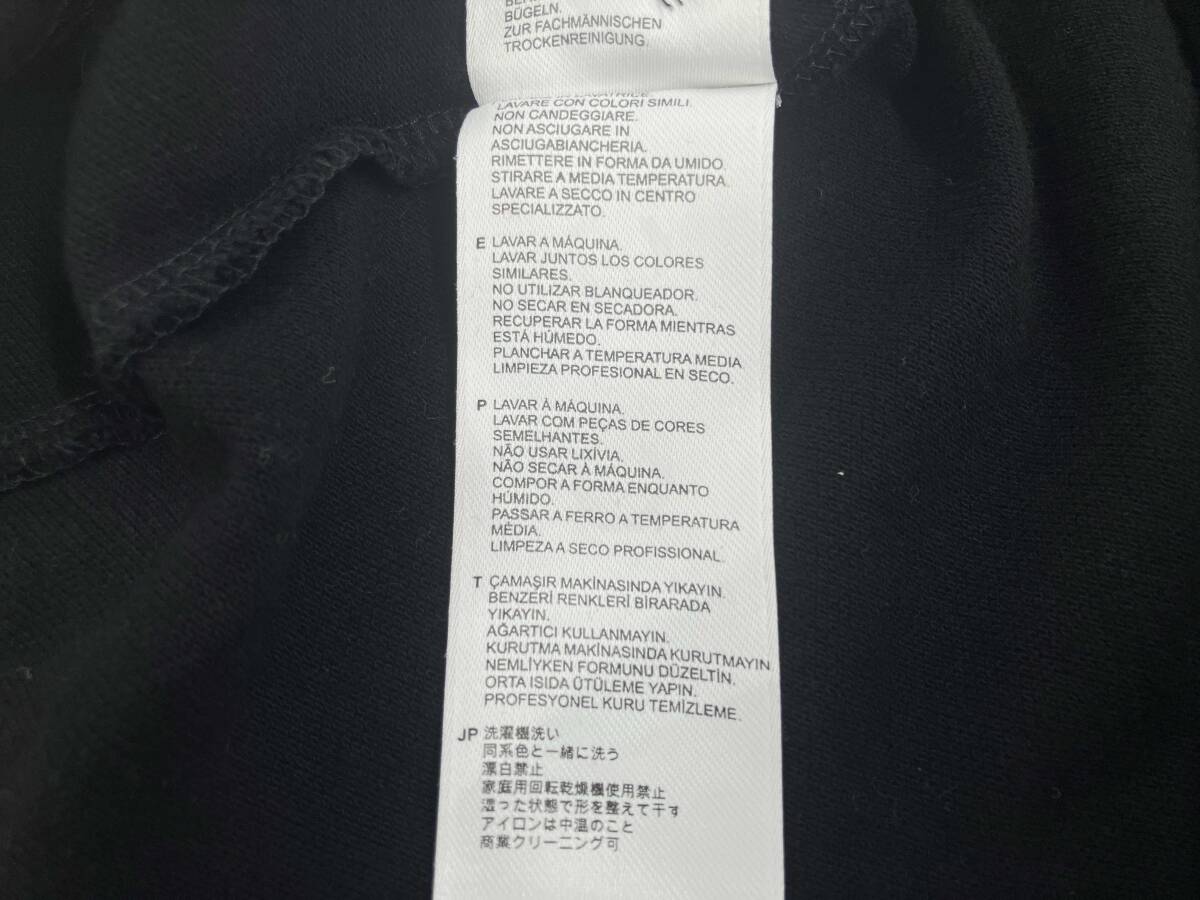 BÜGELN.
ZUR FACHMÄNNISCHEN
TROCKENREINIGUNG.
LAVARE CON COLORI SIMILI.
NON CANDEGGIARE.
NON ASCIUGARE IN
ASCIUGABIANCHERIA.
RIMETTERE IN FORMA DA UMIDO.
STIRARE A MEDIA TEMPERATURA.
LAVARE A SECCO IN CENTRO
SPECIALIZZATO.
E LAVAR A MÁQUINA.
LAVAR JUNTOS LOS COLORES
SIMILARES.
NO UTILIZAR BLANQUEADOR.
NO SECAR EN SECADORA.
RECUPERAR LA FORMA MIENTRAS
ESTÁ HÚMEDO.
PLANCHAR A TEMPERATURA MEDIA
LIMPIEZA PROFESIONAL EN SECO.
P LAVAR À MÁQUINA.
LAVAR COM PEÇAS DE CORES
SEMELHANTES.
NÃO USAR LIXÍVIA.
NÃO SECAR À MÁQUINA.
COMPOR A FORMA ENQUANTO
HÚMIDO.
PASSAR A FERRO A TEMPERATURA
MÉDIA.
LIMPEZA A SECO PROFISSIONAL.
T ÇAMAŞIR MAKİNASINDA YIKAYIN.
BENZERİ RENKLERİ BİRARADA
YIKAYIN.
AĞARTICI KULLANMAYIN.
KURUTMA MAKİNASINDA KURUTMAYIN
NEMLİYKEN FORMUNU DÜZELTİN.
ORTA ISIDA ÜTÜLEME YAPIN.
PROFESYONEL KURU TEMİZLEME.
JP 洗濯機洗い
同系色と一緒に洗う
漂白禁止
家庭用回転乾燥機使用禁止
湿った状態で形を整えて干す
アイロンは中温のこと
商業クリーニング可